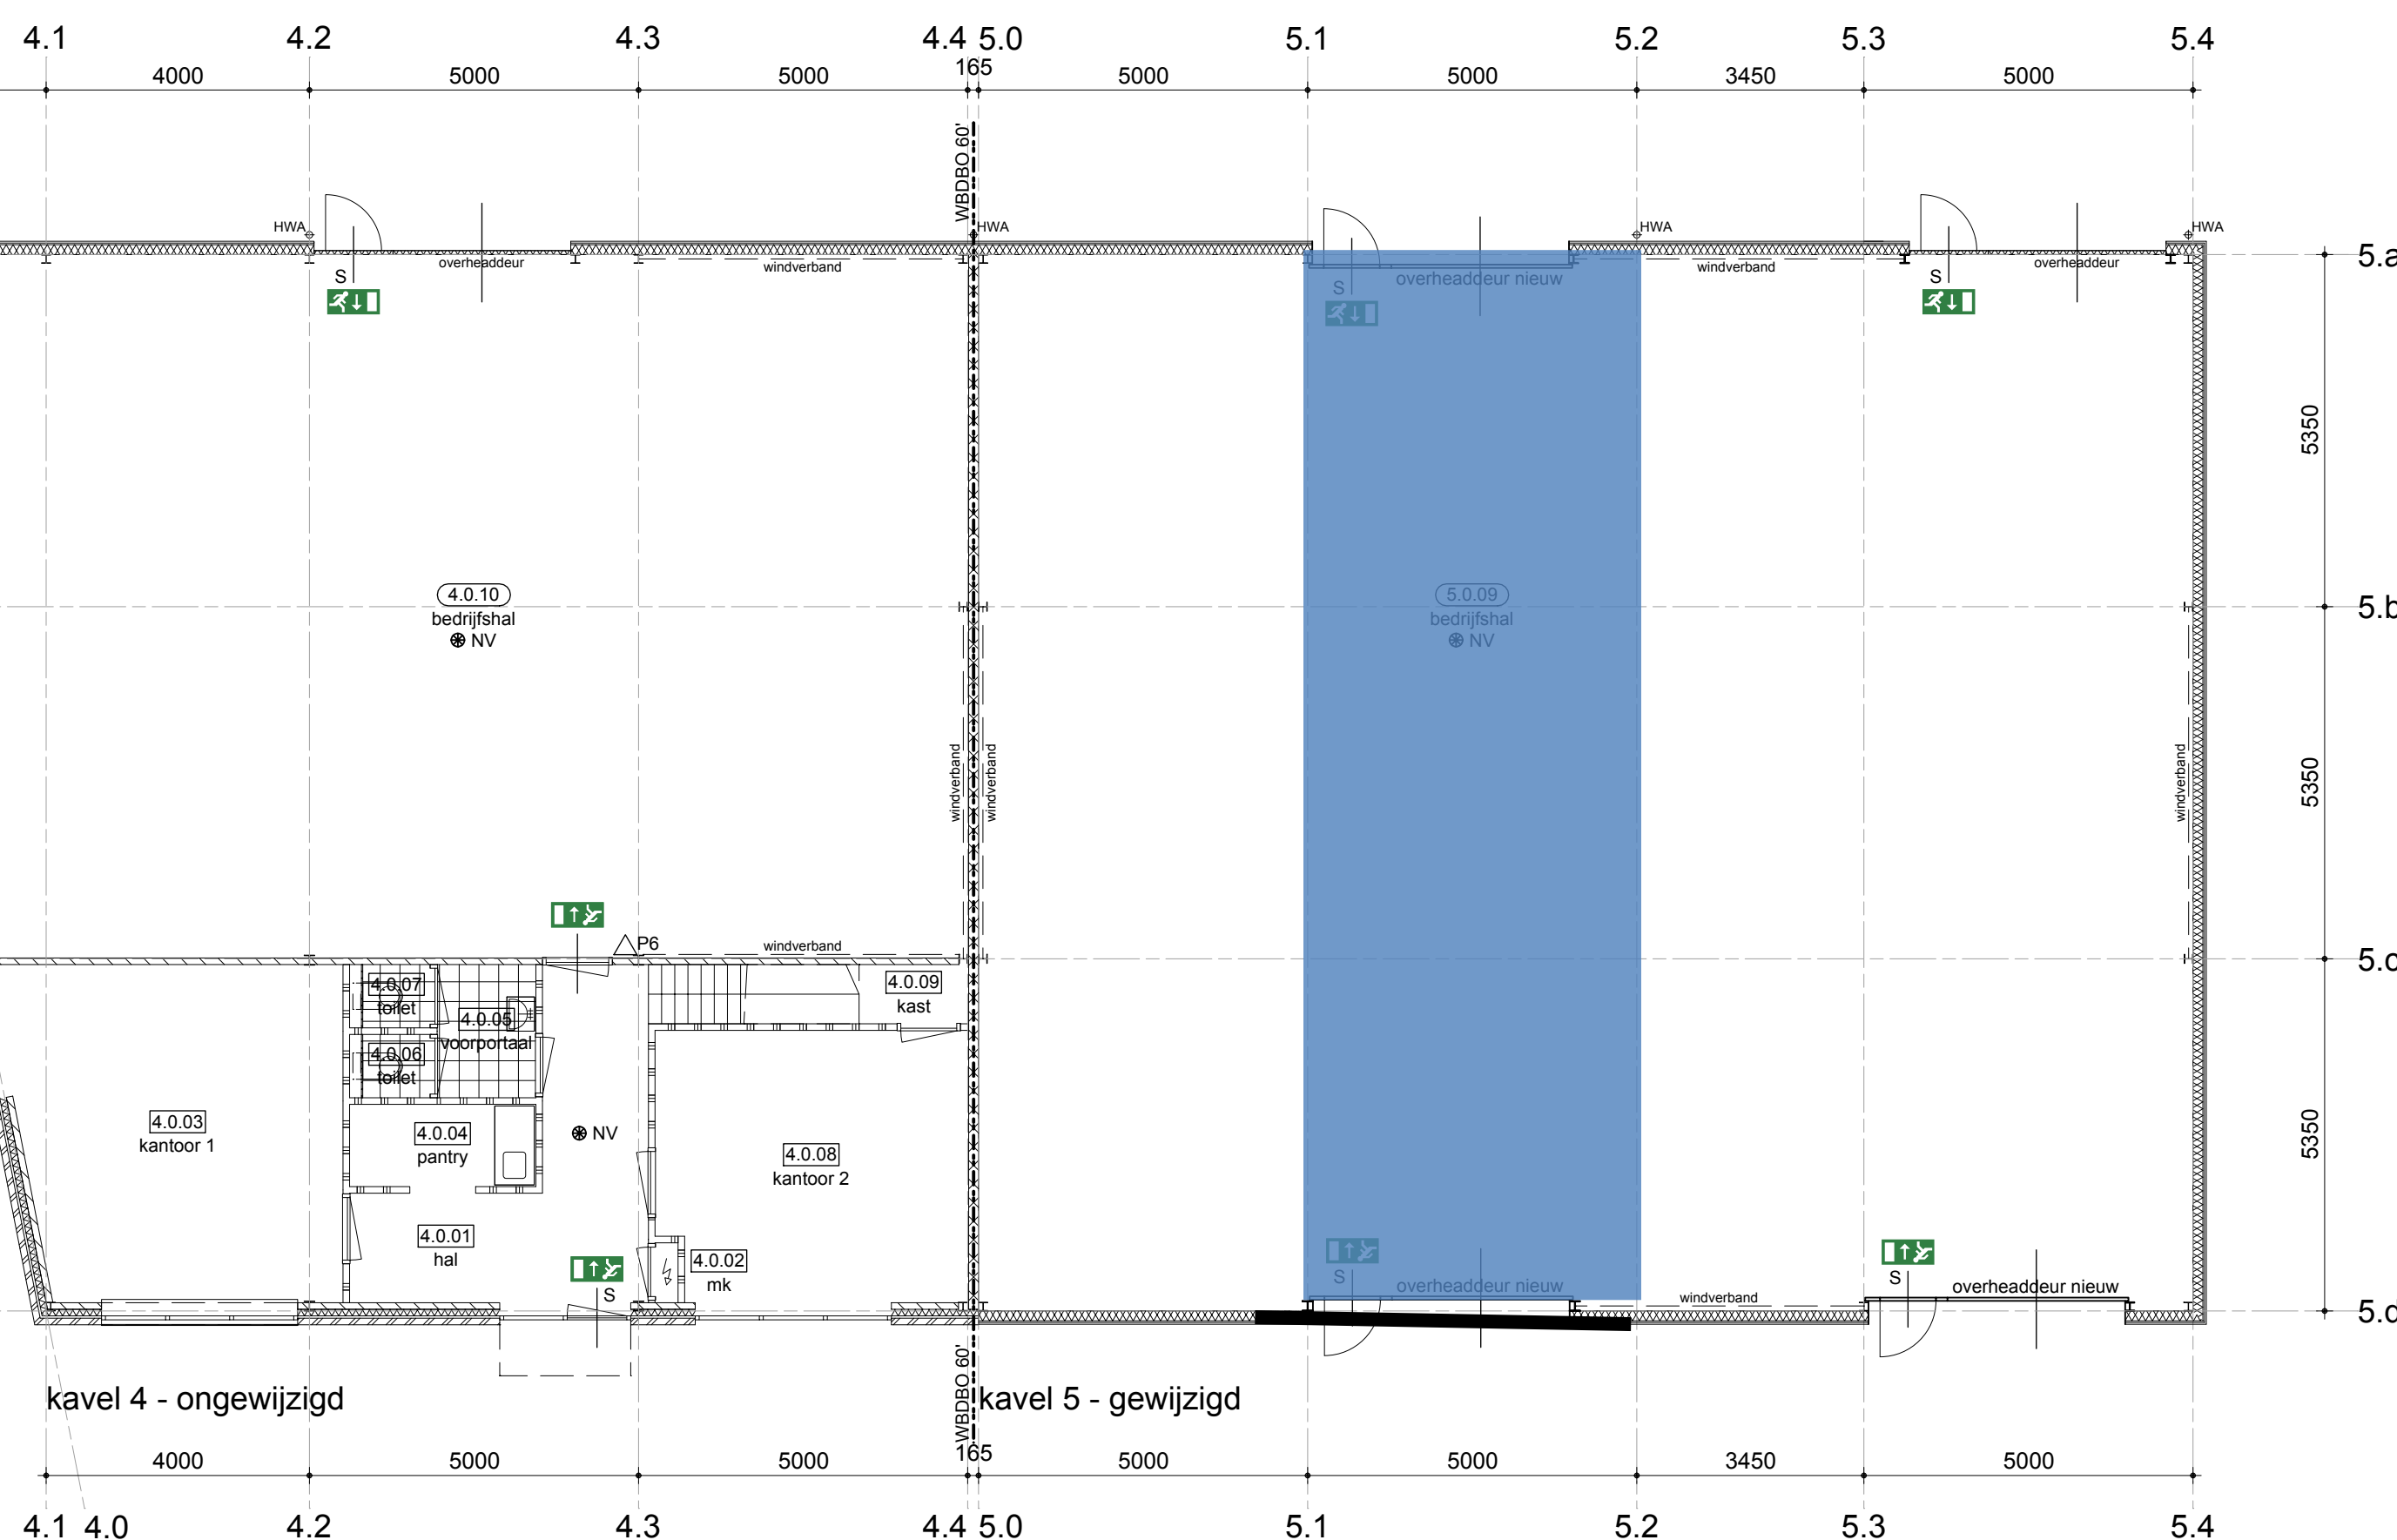 4.1 4.2 4.3 4.4 5.0 5.1 5.2 5.3 5.4
4000 5000 5000 165 5000 5000 3450 5000
WBDBO 60'
HWA HWA HWA HWA
overheaddeur windverband overheaddeur nieuw windverband overheaddeur
S S S
5.a
5350
4.0.10 5.0.09
bedrijfshal bedrijfshal
NV NV
5.b
windverband windverband windverband
5350
P6 windverband
5.c
4.0.07
toilet
4.0.09
kast
4.0.05
voorportaal
4.0.06
toilet
4.0.03
kantoor 1
4.0.04
pantry
NV
4.0.08
kantoor 2
5350
4.0.01
hal
4.0.02
mk
S S S
overheaddeur nieuw windverband overheaddeur nieuw
5.d
WBDBO 60'
kavel 4 - ongewijzigd kavel 5 - gewijzigd
4000 5000 5000 165 5000 5000 3450 5000
4.1 4.0 4.2 4.3 4.4 5.0 5.1 5.2 5.3 5.4